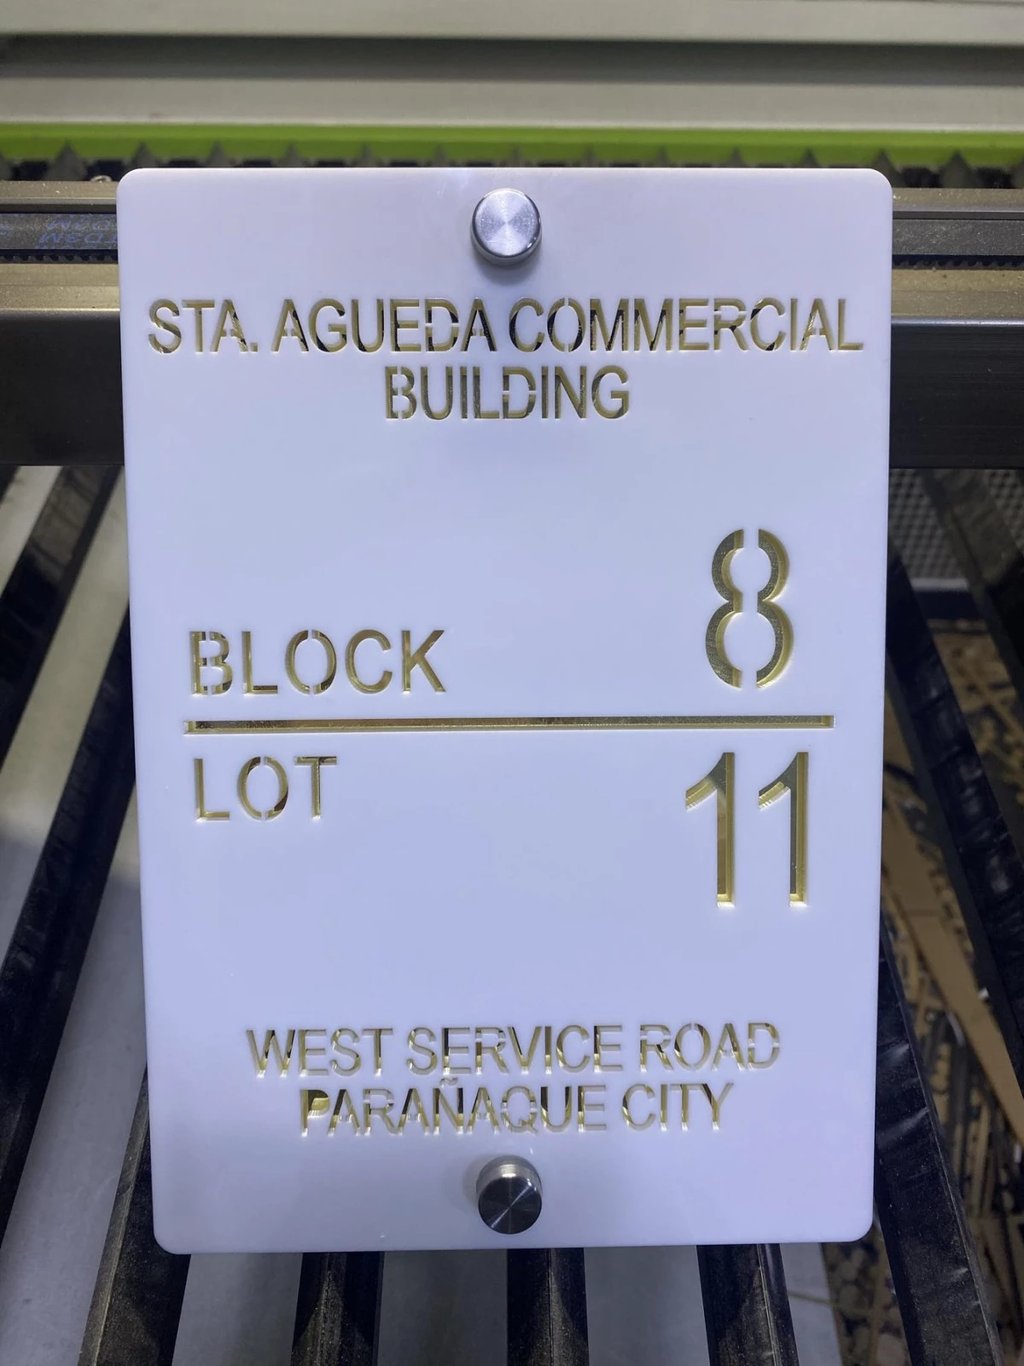 STA. AGUEDA COMMERCIAL
BUILDING
BLOCK 8
LOT 11
WEST SERVICE ROAD
PARAÑAQUE CITY